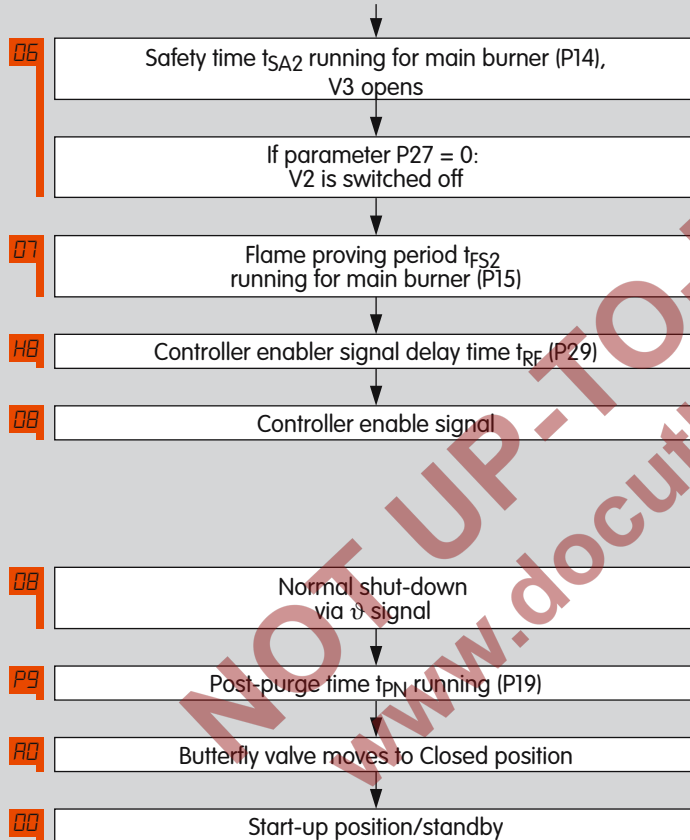 06
Safety time tSA2 running for main burner (P14),
V3 opens
If parameter P27 = 0:
V2 is switched off
07
Flame proving period tFS2
running for main burner (P15)
H8
Controller enabler signal delay time tRF (P29)
08
Controller enable signal
08
Normal shut-down
via ϑ signal
P9
Post-purge time tPN running (P19)
A0
Butterfly valve moves to Closed position
00
Start-up position/standby
NOT UP-TO-
www.docut